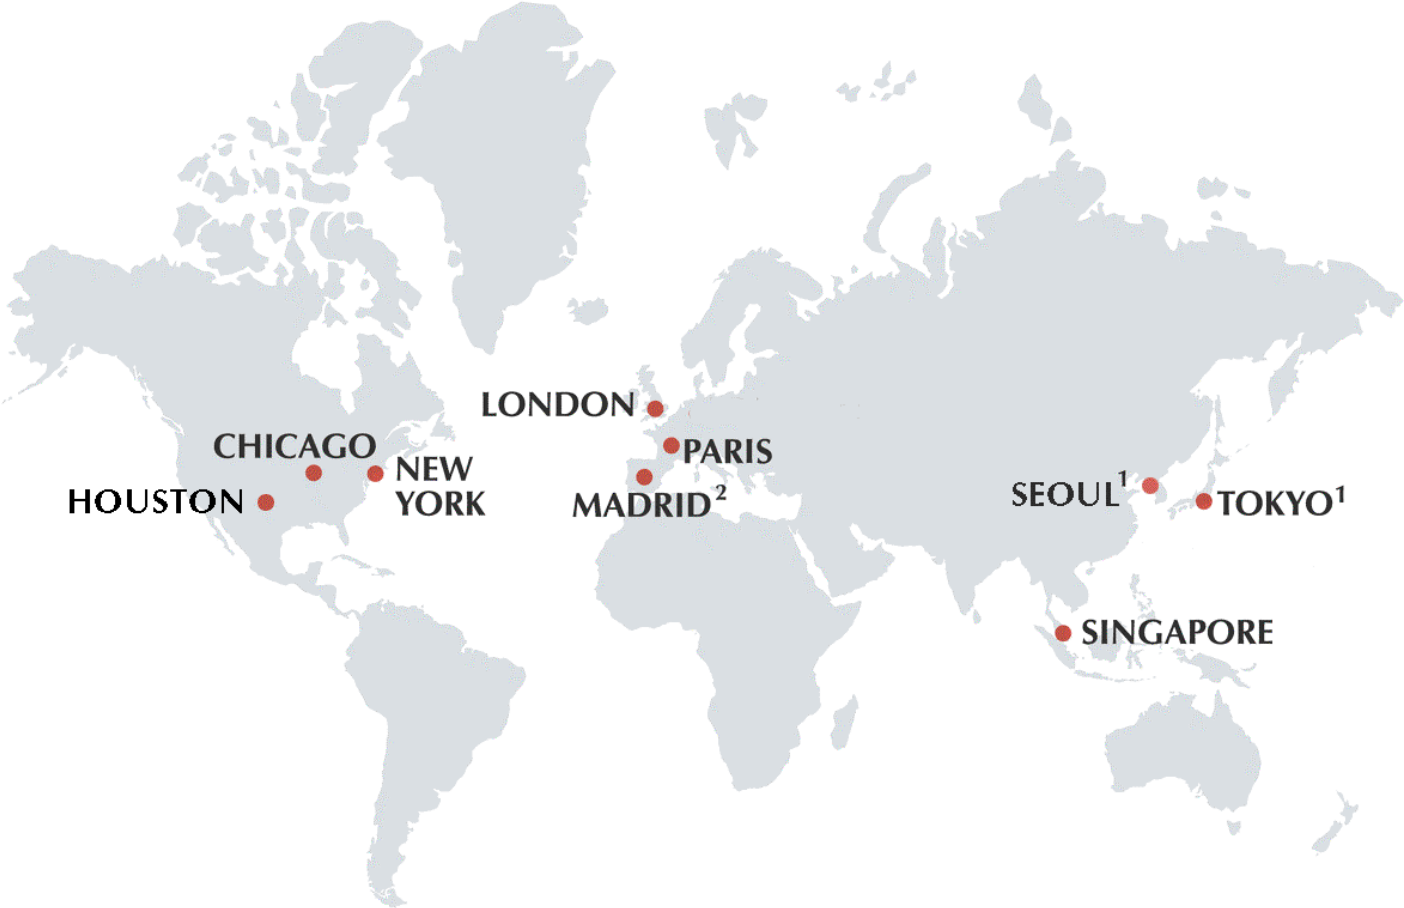 LONDON
CHICAGO
PARIS
NEW
YORK
HOUSTON
MADRID²
SEOUL¹
TOKYO¹
SINGAPORE